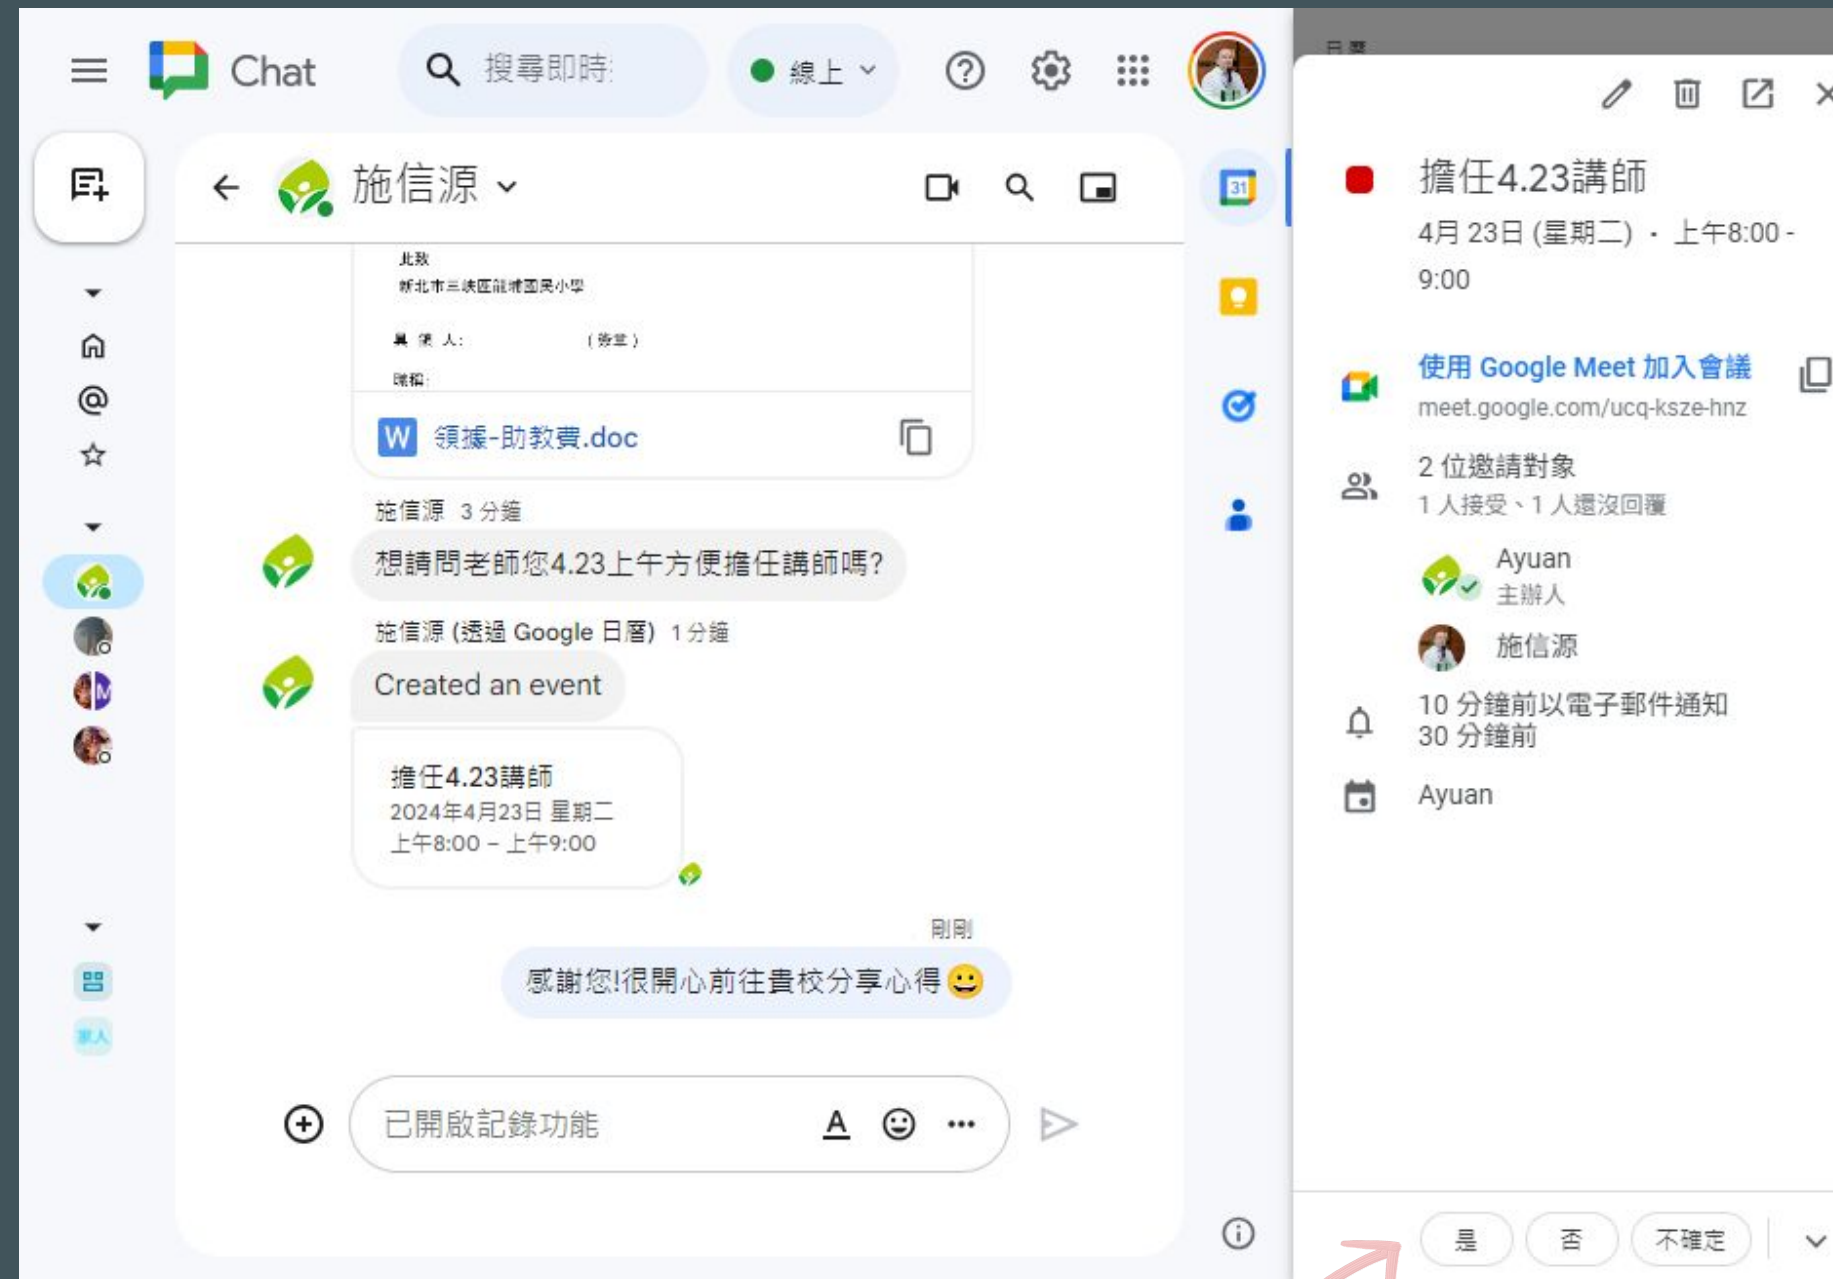 Chat
搜尋即時
線上
施信源
此致
新北市三峽區龍埔國民小學
具 領 人: (簽章)
職稱:
W 領據-助教費.doc
施信源 3 分鐘
想請問老師您4.23上午方便擔任講師嗎?
施信源 (透過 Google 日曆) 1 分鐘
Created an event
擔任4.23講師
2024年4月23日 星期二
上午8:00 – 上午9:00
剛剛
感謝您!很開心前往貴校分享心得😀
已開啟記錄功能
M
家人
31
日曆
擔任4.23講師
4月 23日 (星期二) · 上午8:00 -
9:00
使用 Google Meet 加入會議
meet.google.com/ucq-ksze-hnz
2 位邀請對象
1 人接受、1 人還沒回覆
Ayuan
主辦人
施信源
10 分鐘前以電子郵件通知
30 分鐘前
Ayuan
是 否 不確定